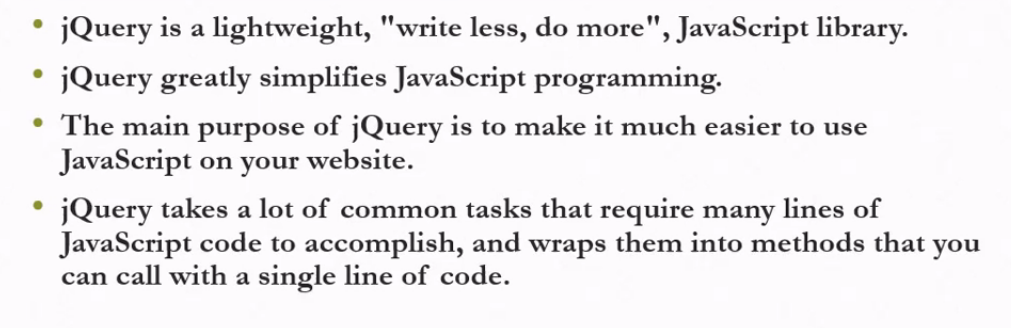 • jQuery is a lightweight, "write less, do more", JavaScript library.
• jQuery greatly simplifies JavaScript programming.
• The main purpose of jQuery is to make it much easier to use
JavaScript on your website.
• jQuery takes a lot of common tasks that require many lines of
JavaScript code to accomplish, and wraps them into methods that you
can call with a single line of code.